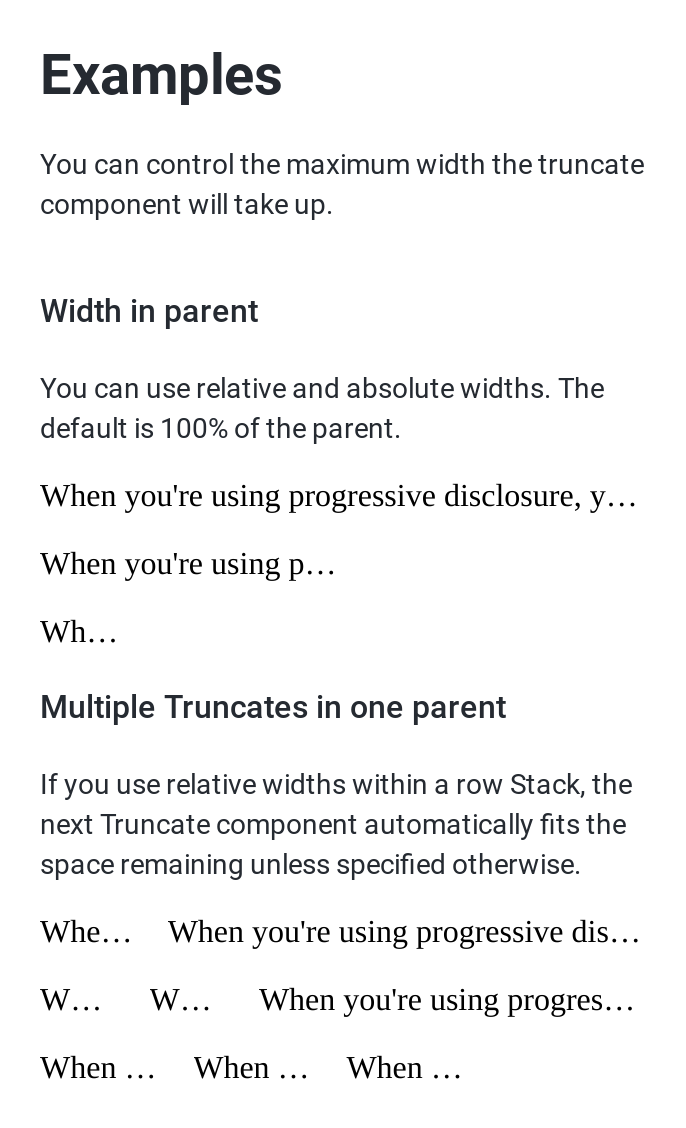 Examples
You can control the maximum width the truncate
component will take up.
Width in parent
You can use relative and absolute widths. The
default is 100% of the parent.
When you're using progressive disclosure, y…
When you're using p…
Wh…
Multiple Truncates in one parent
If you use relative widths within a row Stack, the
next Truncate component automatically fits the
space remaining unless specified otherwise.
Whe… When you're using progressive dis…
W… W… When you're using progres…
When … When … When …